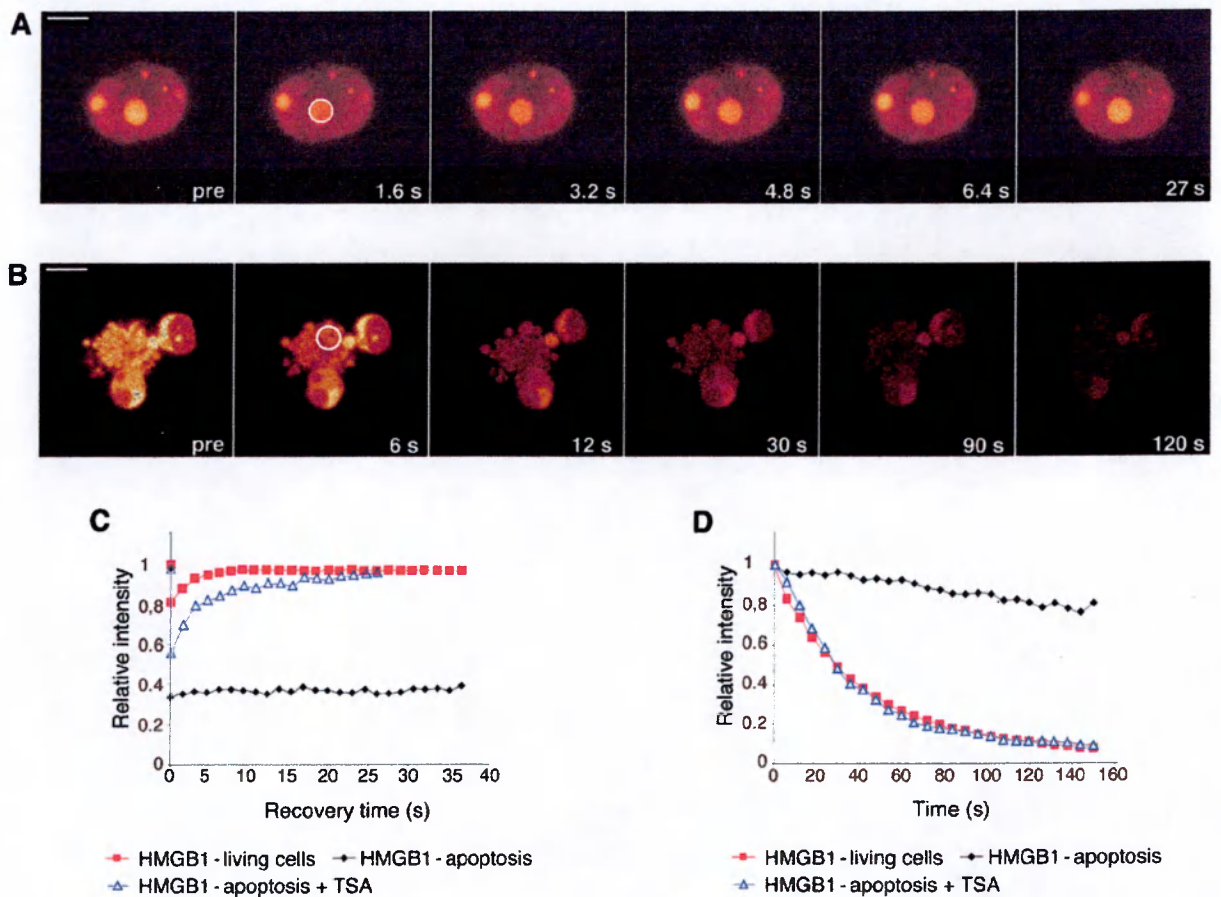 A
pre 1.6 s 3.2 s 4.8 s 6.4 s 27 s
B
pre 6 s 12 s 30 s 90 s 120 s
C
Relative intensity
1
0,8
0.6
0.4
0.2
0
0 5 10 15 20 25 30 35 40
Recovery time (s)
HMGB1 - living cells HMGB1 - apoptosis
HMGB1 - apoptosis + TSA
D
Relative intensity
1
0,8
0.6
0.4
0.2
0
0 20 40 60 80 100 120 140 160
Time (s)
HMGB1 - living cells HMGB1 - apoptosis
HMGB1 - apoptosis + TSA